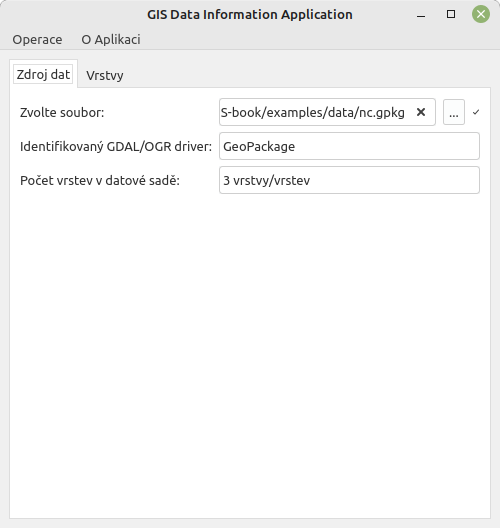 GIS Data Information Application
Operace O Aplikaci
Zdroj dat Vrstvy
Zvolte soubor: S-book/examples/data/nc.gpkg ...
Identifikovaný GDAL/OGR driver: GeoPackage
Počet vrstev v datové sadě: 3 vrstvy/vrstev